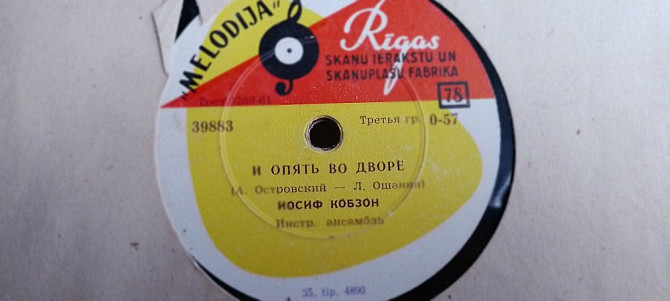 "MELODIJA"
Rīgas
SKAŅU IERAKSTU UN
SKAŅUPLAŠU FABRIKA
78
39883
Третья гр. 0-57
И ОПЯТЬ ВО ДВОРЕ
(А. Островский — Л. Ошанин)
ИОСИФ КОБЗОН
Инстр. ансамбль
35. tip. 4890